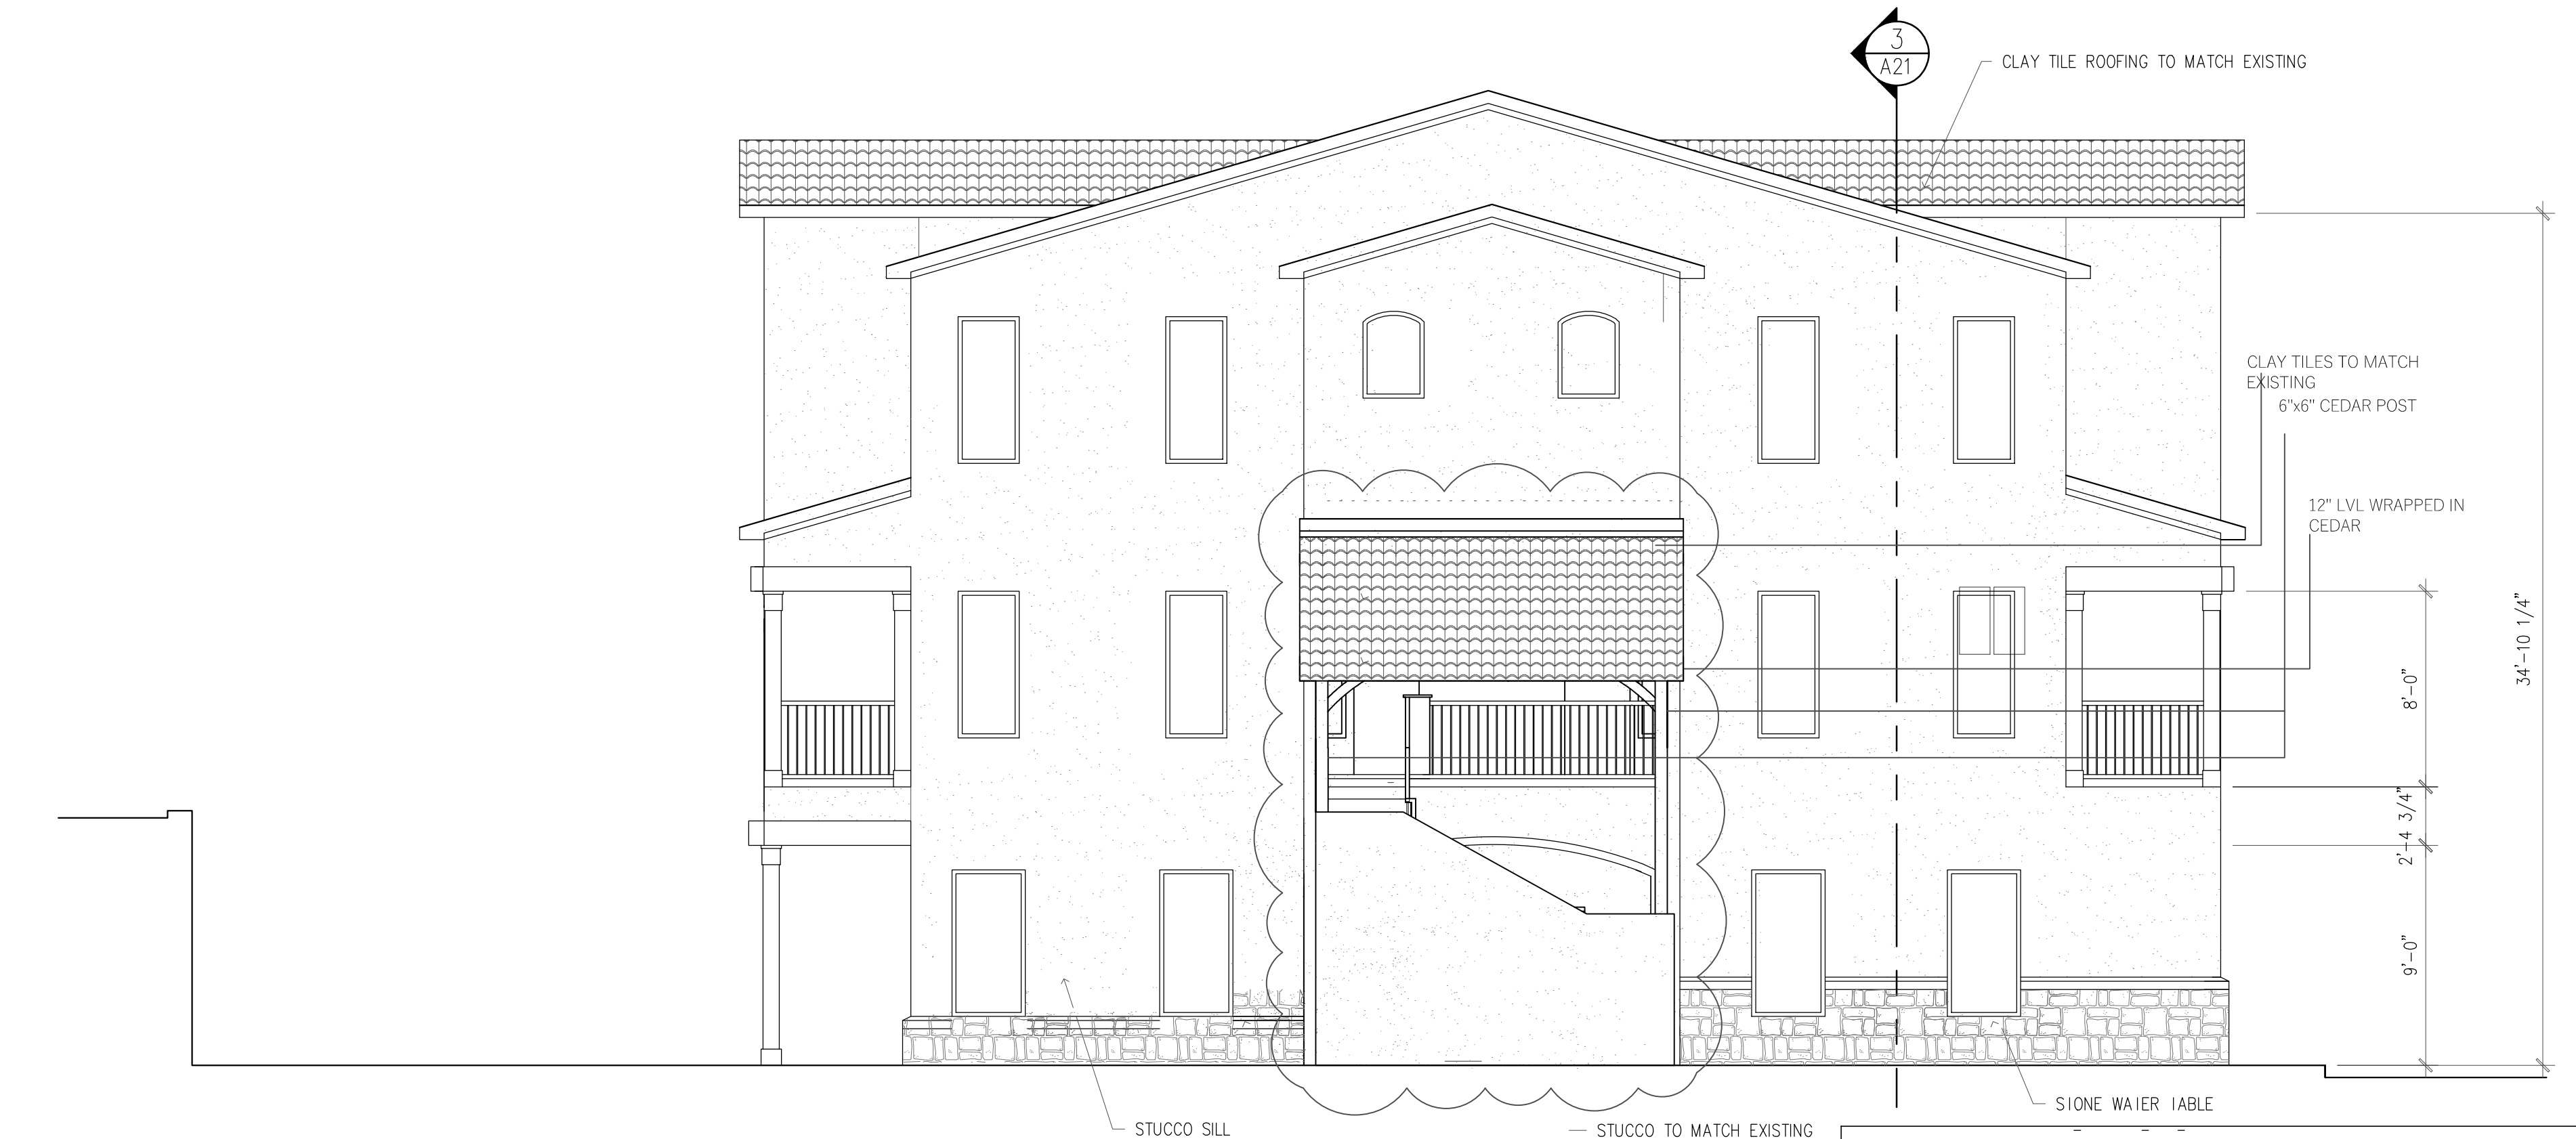 3
A21
CLAY TILE ROOFING TO MATCH EXISTING
CLAY TILES TO MATCH
EXISTING
6"x6" CEDAR POST
12" LVL WRAPPED IN
CEDAR
34'-10 1/4"
8'-0"
2'-4 3/4"
9'-0"
SIONE WAIER IABLE
STUCCO SILL
STUCCO TO MATCH EXISTING